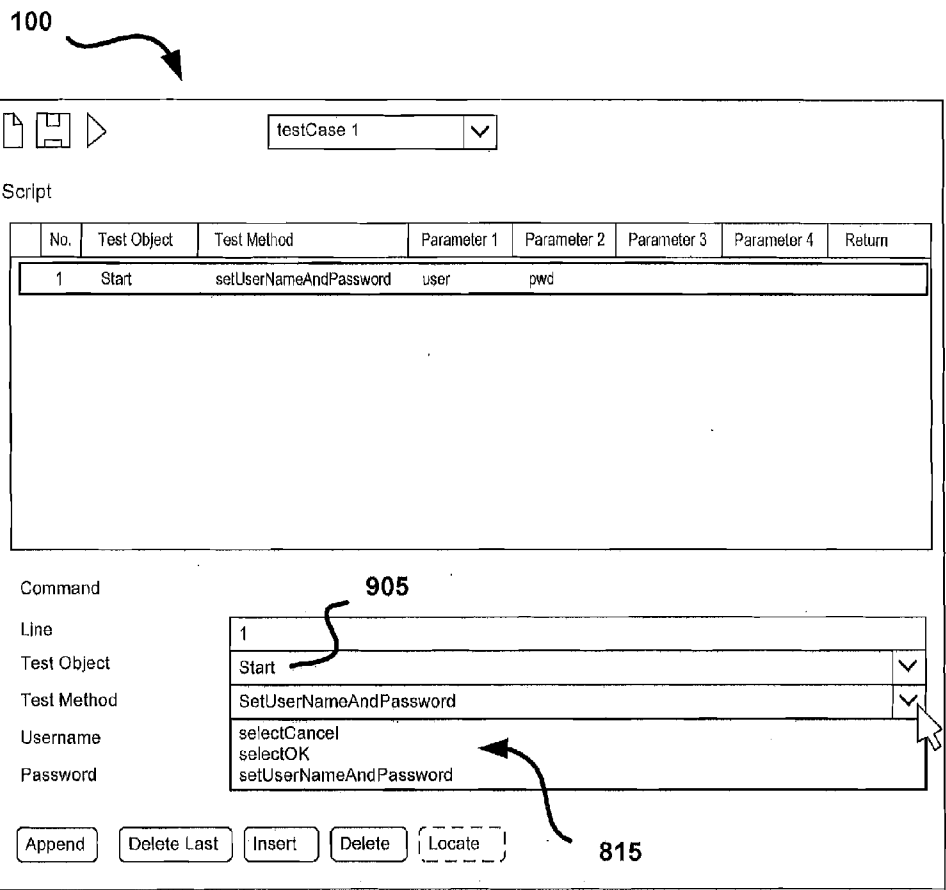 100
testCase 1
Script
No. Test Object Test Method Parameter 1 Parameter 2 Parameter 3 Parameter 4 Return
1 Start setUserNameAndPassword user pwd
Command 905
Line 1
Test Object Start
Test Method SetUserNameAndPassword
Username selectCancel
selectOK
Password setUserNameAndPassword
Append Delete Last Insert Delete Locate
815